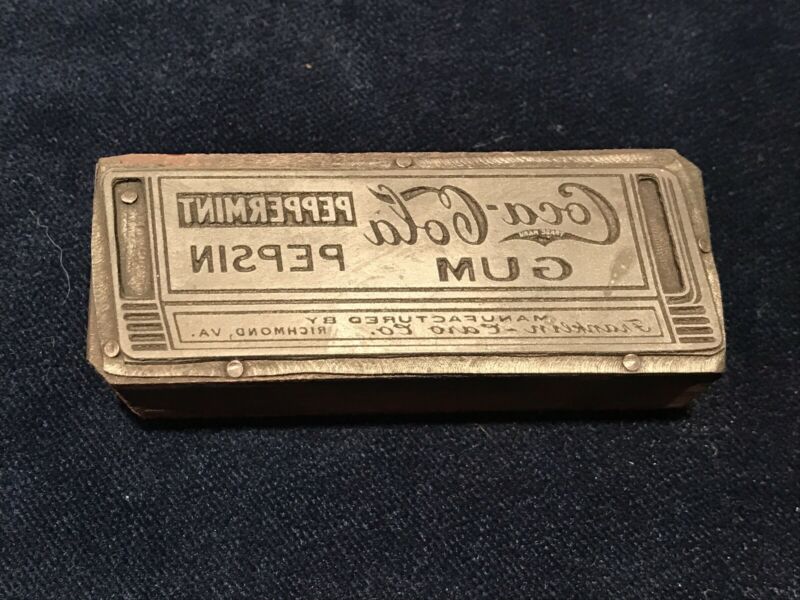 Coca-Cola PEPPERMINT
TRADE MARK
GUM PEPSIN
MANUFACTURED BY
Franklin-Caro Co. RICHMOND, VA.